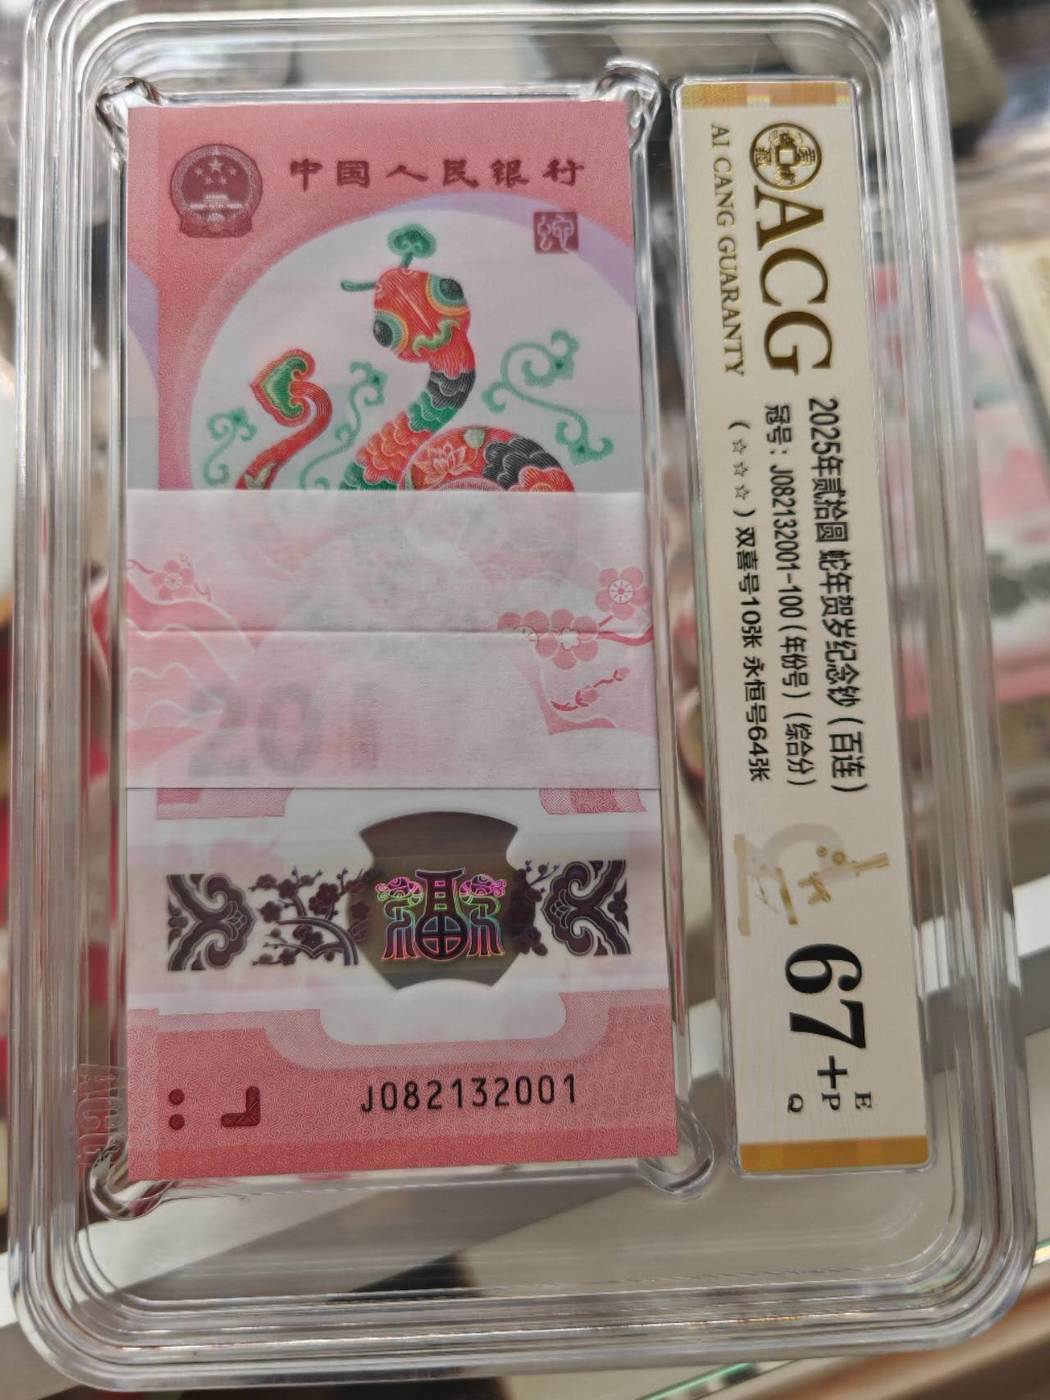 中国人民银行
福
J082132001
ACG
AI CANG GUARANTY
2025年贰拾圆 蛇年贺岁纪念钞（百连）
冠号：J082132001-100（年份号）（综合分）
（☆☆☆）双喜号10张 永恒号64张
67+
E
P
Q